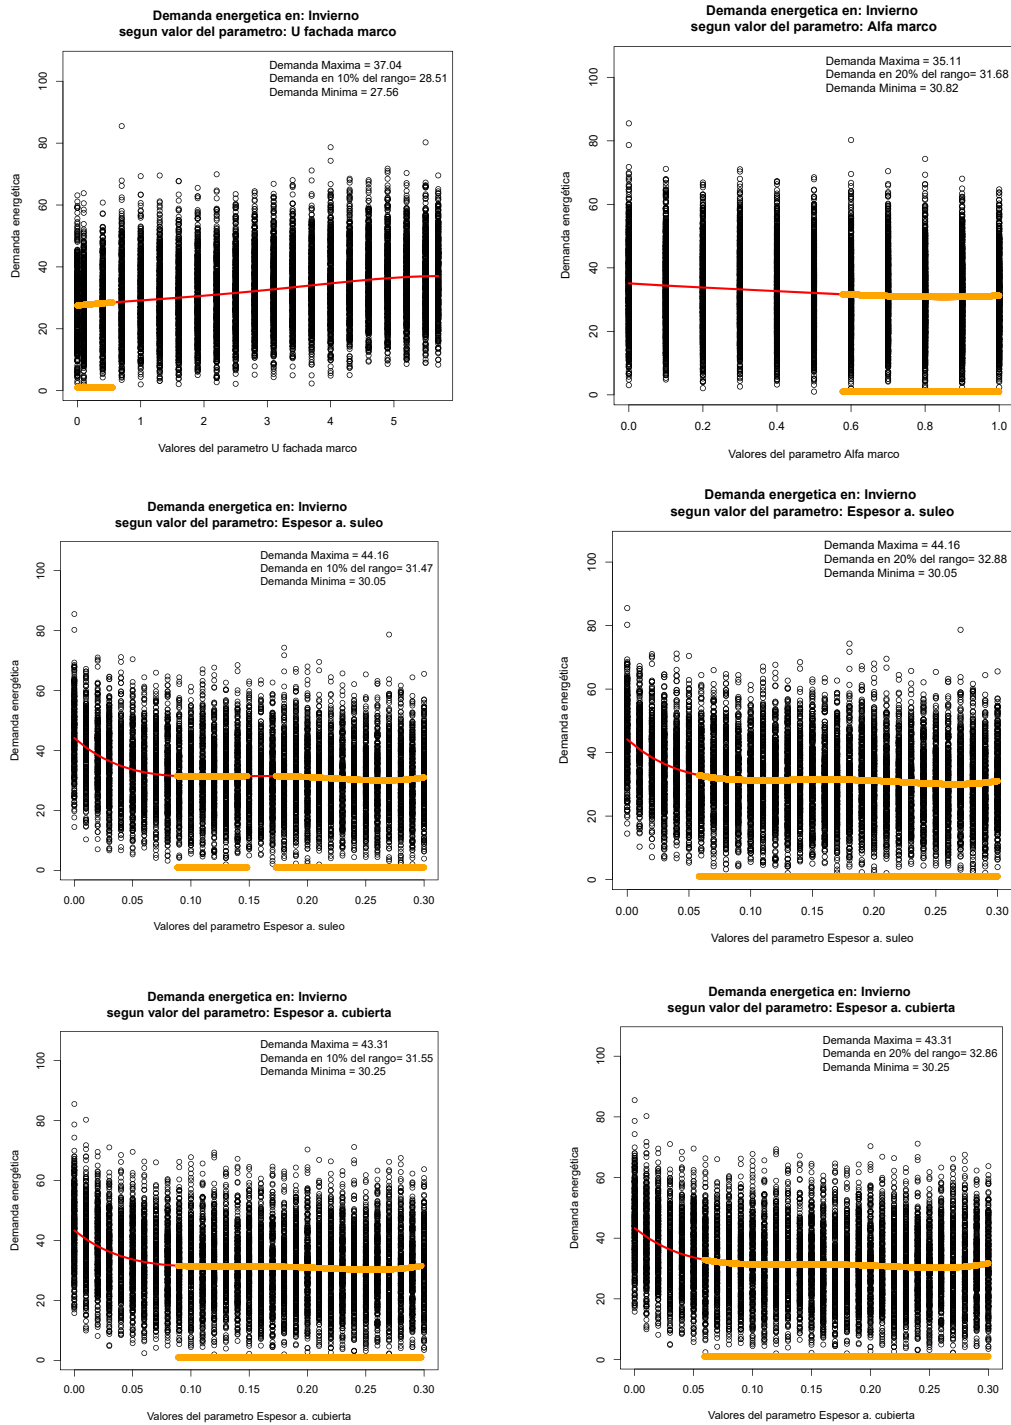 Demanda energetica en: Invierno
segun valor del parametro: U fachada marco
Demanda Maxima = 37.04
Demanda en 10% del rango= 28.51
Demanda Minima = 27.56
Demanda energética
0
20
40
60
80
100
0
1
2
3
4
5
Valores del parametro U fachada marco
Demanda energetica en: Invierno
segun valor del parametro: Alfa marco
Demanda Maxima = 35.11
Demanda en 20% del rango= 31.68
Demanda Minima = 30.82
Demanda energética
0
20
40
60
80
100
0.0
0.2
0.4
0.6
0.8
1.0
Valores del parametro Alfa marco
Demanda energetica en: Invierno
segun valor del parametro: Espesor a. suleo
Demanda Maxima = 44.16
Demanda en 10% del rango= 31.47
Demanda Minima = 30.05
Demanda energética
0
20
40
60
80
100
0.00
0.05
0.10
0.15
0.20
0.25
0.30
Valores del parametro Espesor a. suleo
Demanda energetica en: Invierno
segun valor del parametro: Espesor a. suleo
Demanda Maxima = 44.16
Demanda en 20% del rango= 32.88
Demanda Minima = 30.05
Demanda energética
0
20
40
60
80
100
0.00
0.05
0.10
0.15
0.20
0.25
0.30
Valores del parametro Espesor a. suleo
Demanda energetica en: Invierno
segun valor del parametro: Espesor a. cubierta
Demanda Maxima = 43.31
Demanda en 10% del rango= 31.55
Demanda Minima = 30.25
Demanda energética
0
20
40
60
80
100
0.00
0.05
0.10
0.15
0.20
0.25
0.30
Valores del parametro Espesor a. cubierta
Demanda energetica en: Invierno
segun valor del parametro: Espesor a. cubierta
Demanda Maxima = 43.31
Demanda en 20% del rango= 32.86
Demanda Minima = 30.25
Demanda energética
0
20
40
60
80
100
0.00
0.05
0.10
0.15
0.20
0.25
0.30
Valores del parametro Espesor a. cubierta